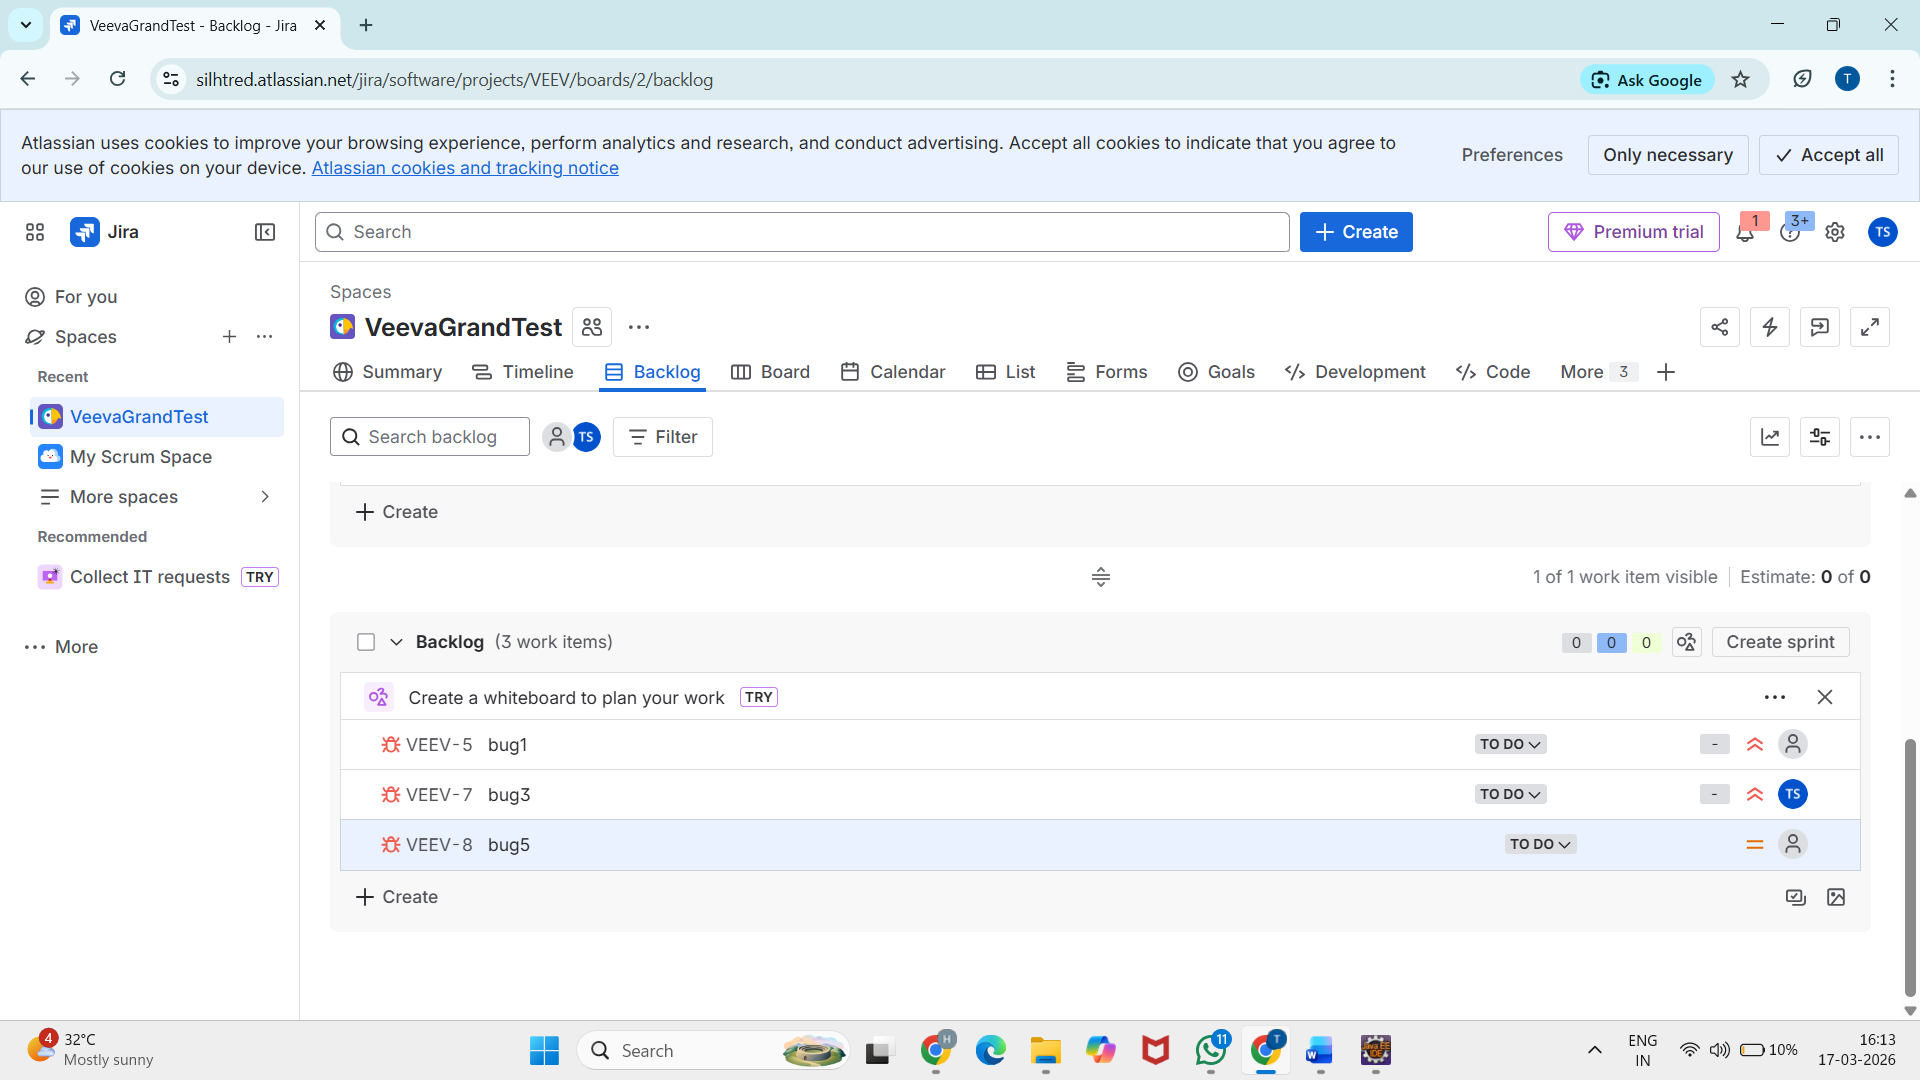 VeevaGrandTest - Backlog - Jira
silhtred.atlassian.net/jira/software/projects/VEEV/boards/2/backlog
Ask Google
T
Atlassian uses cookies to improve your browsing experience, perform analytics and research, and conduct advertising. Accept all cookies to indicate that you agree to
our use of cookies on your device. Atlassian cookies and tracking notice
Preferences
Only necessary
Accept all
Jira
Search
Create
Premium trial
1
3+
TS
For you
Spaces
Recent
VeevaGrandTest
My Scrum Space
More spaces
Recommended
Collect IT requests TRY
More
Spaces
VeevaGrandTest
Summary
Timeline
Backlog
Board
Calendar
List
Forms
Goals
Development
Code
More 3
Search backlog
TS
Filter
Create
1 of 1 work item visible
Estimate: 0 of 0
Backlog (3 work items)
0 0 0
Create sprint
Create a whiteboard to plan your work TRY
VEEV-5 bug1 TO DO -
VEEV-7 bug3 TO DO - TS
VEEV-8 bug5 TO DO
Create
4
32°C
Mostly sunny
Search
H
11
T
W
Java EE
IDE
ENG
IN
10%
16:13
17-03-2026